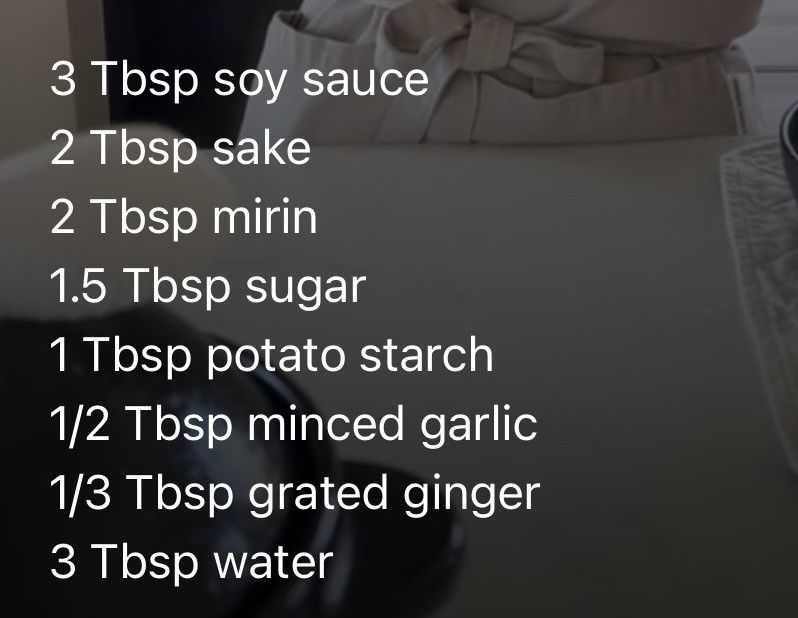 3 Tbsp soy sauce
2 Tbsp sake
2 Tbsp mirin
1.5 Tbsp sugar
1 Tbsp potato starch
1/2 Tbsp minced garlic
1/3 Tbsp grated ginger
3 Tbsp water